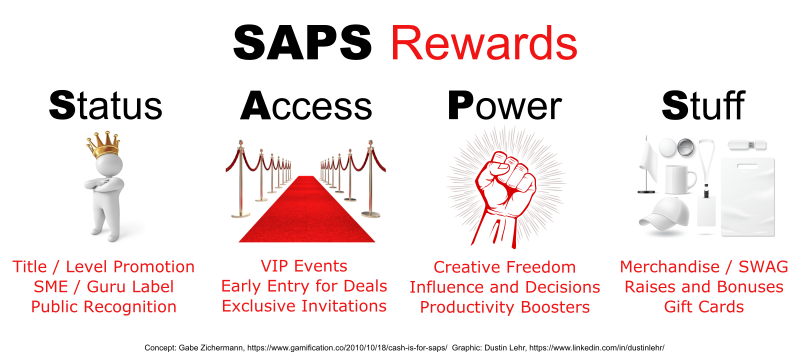 SAPS Rewards
Status
Access
Power
Stuff
Title / Level Promotion
SME / Guru Label
Public Recognition
VIP Events
Early Entry for Deals
Exclusive Invitations
Creative Freedom
Influence and Decisions
Productivity Boosters
Merchandise / SWAG
Raises and Bonuses
Gift Cards
Concept: Gabe Zichermann, https://www.gamification.co/2010/10/18/cash-is-for-saps/ Graphic: Dustin Lehr, https://www.linkedin.com/in/dustinlehr/